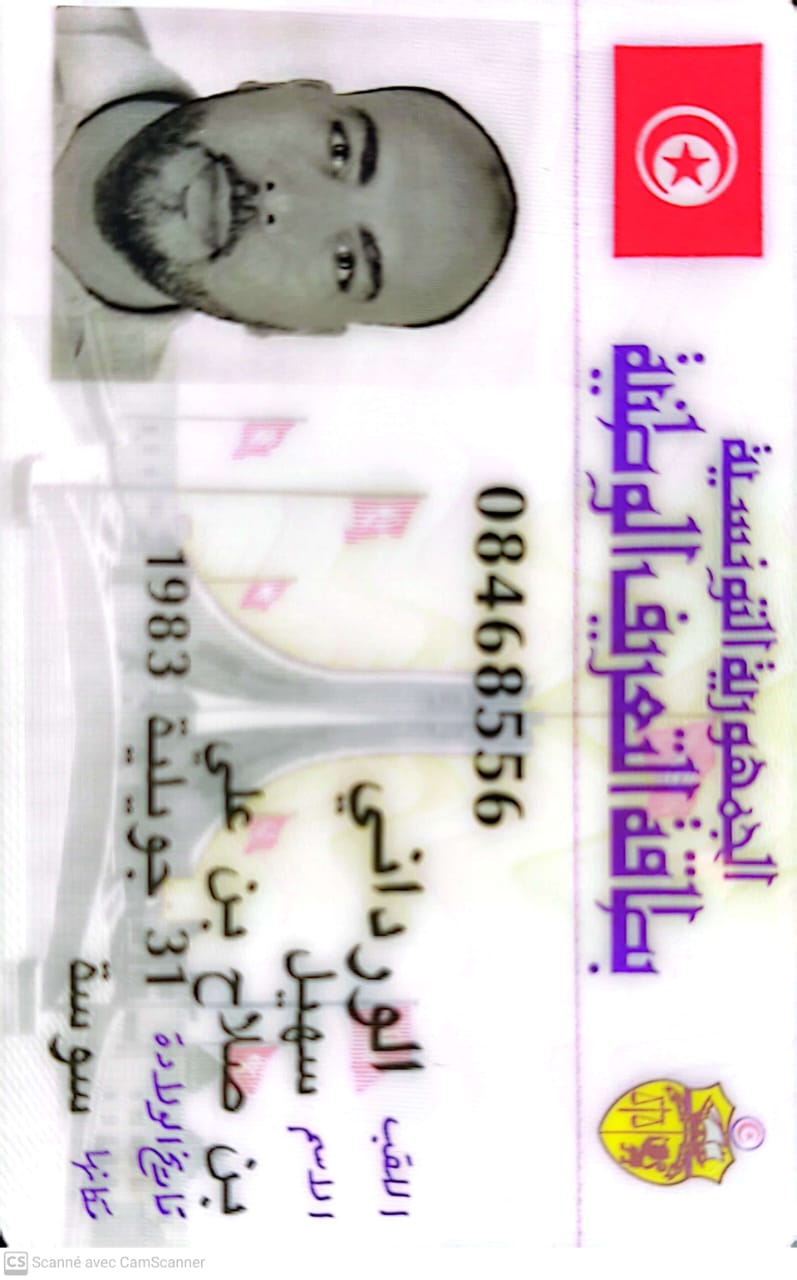 الجمهورية التونسية
بطاقة التعريف الوطنية
08468556
اللقب الورداني
الاسم سهيل
بن صلاح بن علي
تاريخ الولادة 31 جويلية 1983
مكانها سوسة
CS Scanné avec CamScanner